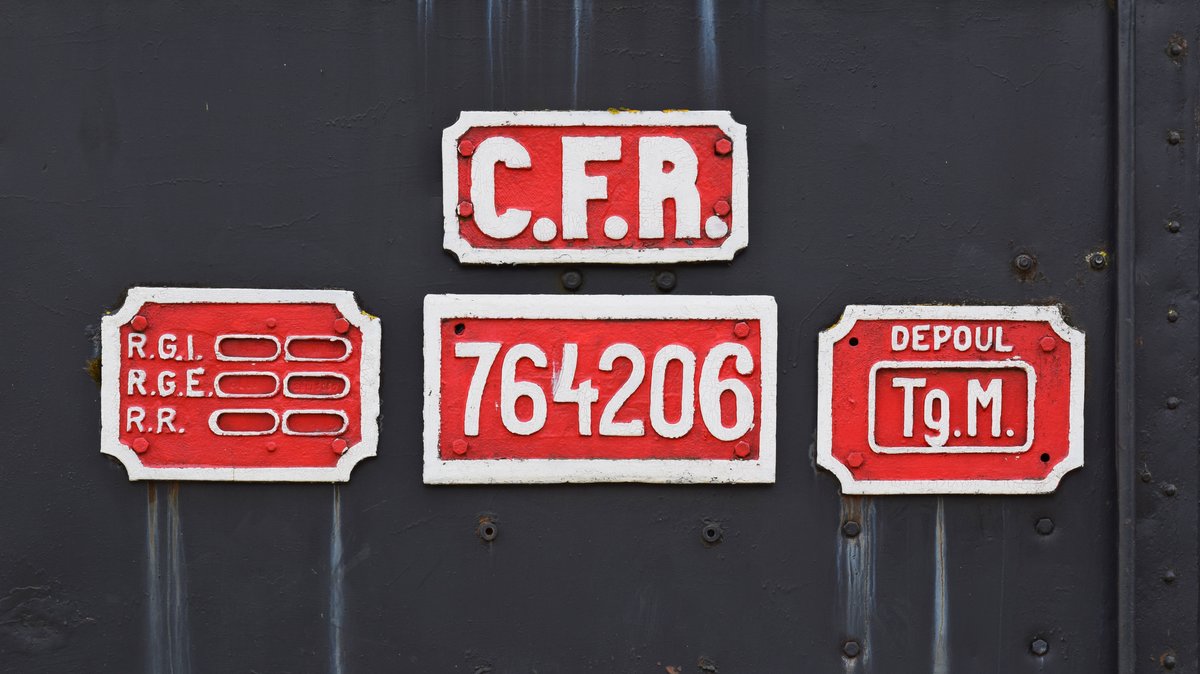 C.F.R.
R.G.I.
R.G.E.
R.R.
764206
DEPOUL
Tg.M.